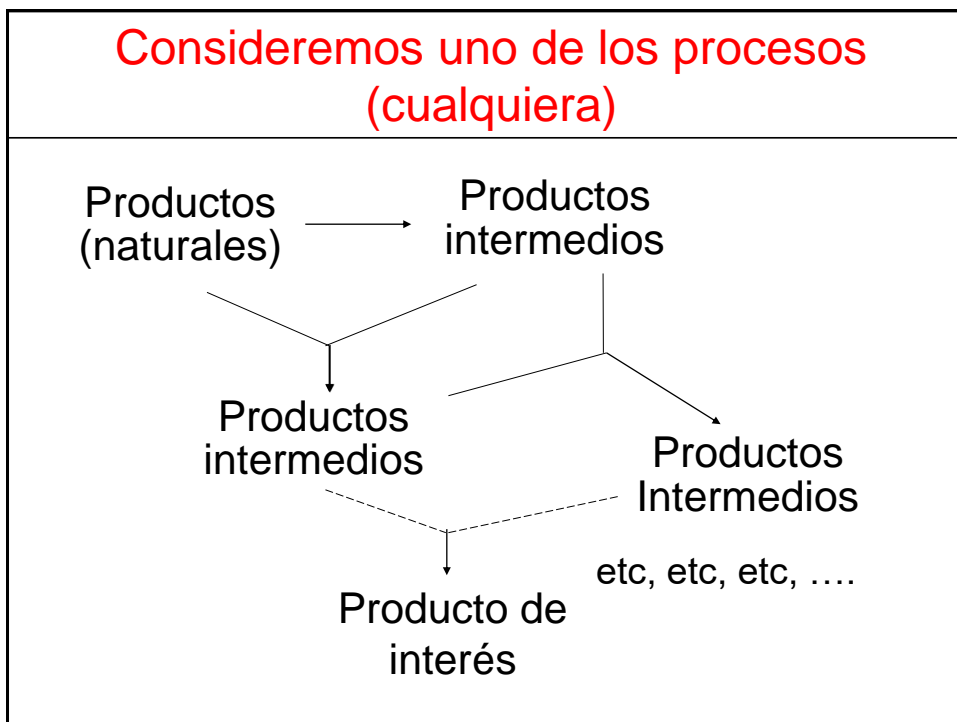 Consideremos uno de los procesos
(cualquiera)
Productos
(naturales)
Productos
intermedios
Productos
intermedios
Productos
Intermedios
etc, etc, etc, ….
Producto de
interés